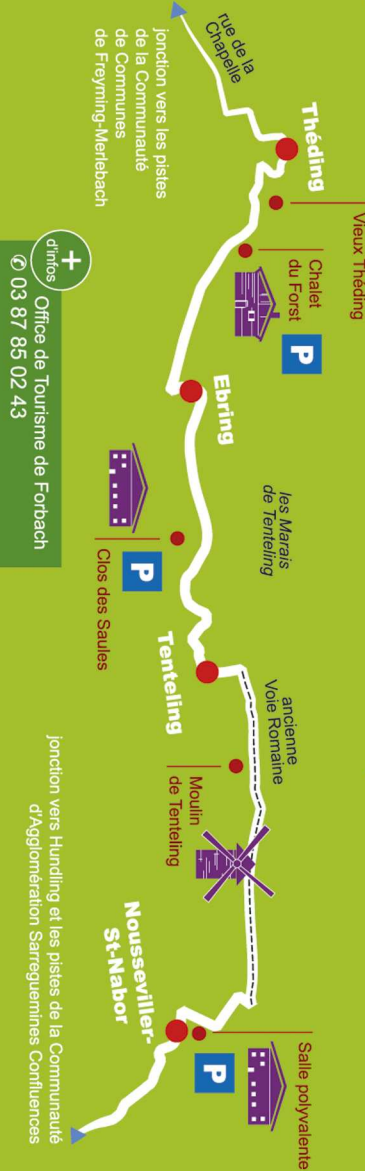 rue de la
Chapelle
jonction vers les pistes
de la Communauté
de Communes
de Freyming-Merlebach
Théding
Vieux Théding
Chalet
du Forst
P
Ebring
les Marais
de Tenteling
Clos des Saules
P
Tenteling
ancienne
Voie Romaine
Moulin
de Tenteling
Nousseviller-
St-Nabor
Salle polyvalente
P
jonction vers Hundling et les pistes de la Communauté
d'Agglomération Sarreguemines Confluences
+
d'infos
Office de Tourisme de Forbach
✆ 03 87 85 02 43